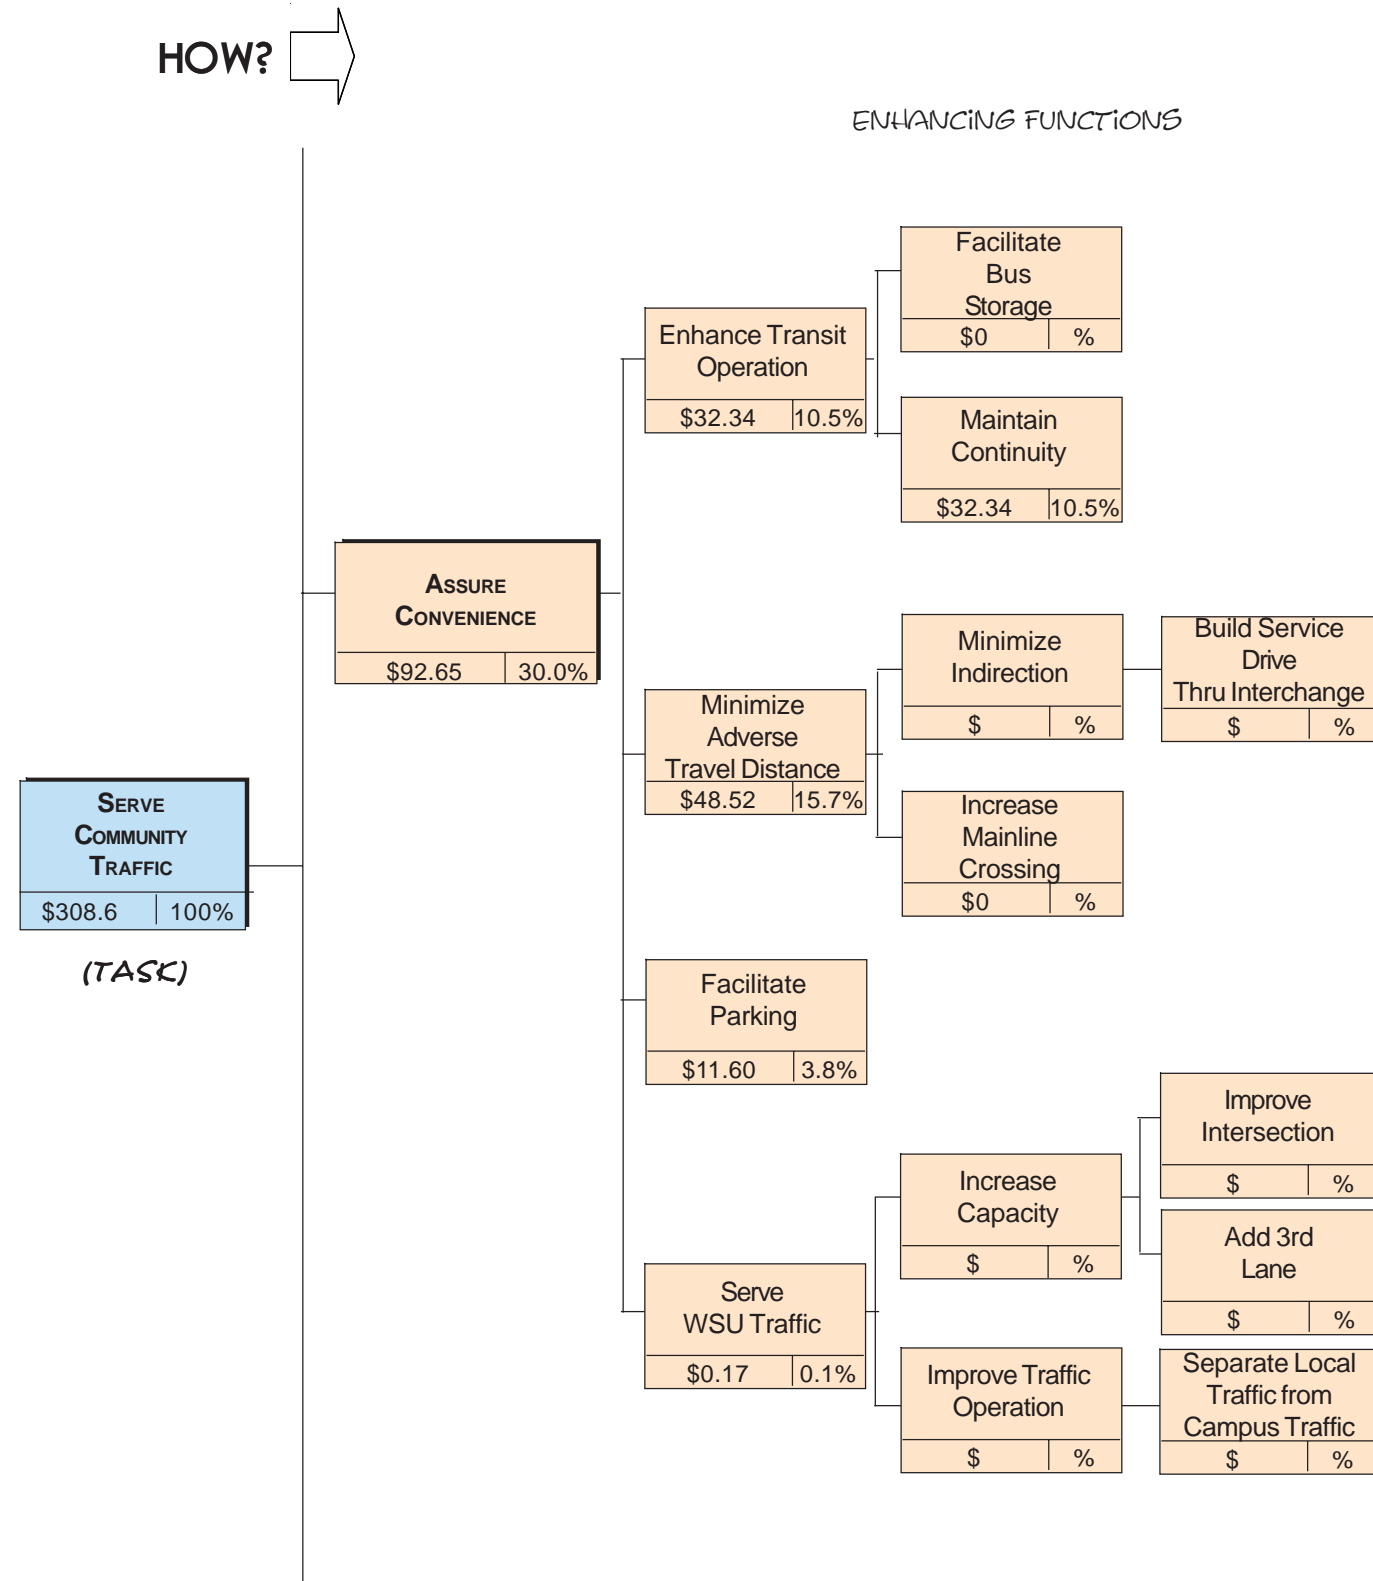 HOW?
ENHANCING FUNCTIONS
Facilitate
Bus
Storage
$0 %
Enhance Transit
Operation
$32.34 10.5%
Maintain
Continuity
$32.34 10.5%
ASSURE
CONVENIENCE
$92.65 30.0%
Minimize
Indirection
$ %
Build Service
Drive
Thru Interchange
$ %
Minimize
Adverse
Travel Distance
$48.52 15.7%
Increase
Mainline
Crossing
$0 %
SERVE
COMMUNITY
TRAFFIC
$308.6 100%
(TASK)
Facilitate
Parking
$11.60 3.8%
Improve
Intersection
$ %
Increase
Capacity
$ %
Add 3rd
Lane
$ %
Serve
WSU Traffic
$0.17 0.1%
Improve Traffic
Operation
$ %
Separate Local
Traffic from
Campus Traffic
$ %